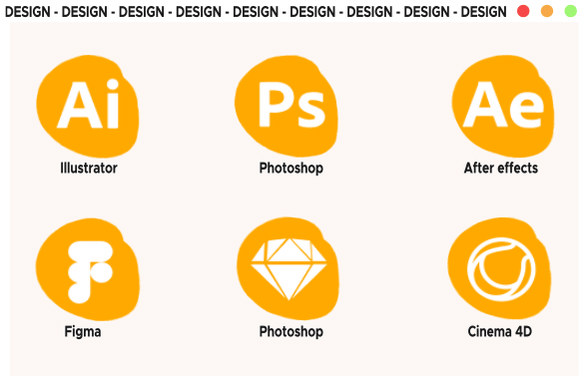 DESIGN - DESIGN - DESIGN - DESIGN - DESIGN - DESIGN - DESIGN - DESIGN - DESIGN - DESIGN
Ai Ps Ae
Illustrator Photoshop After effects
Figma Photoshop Cinema 4D